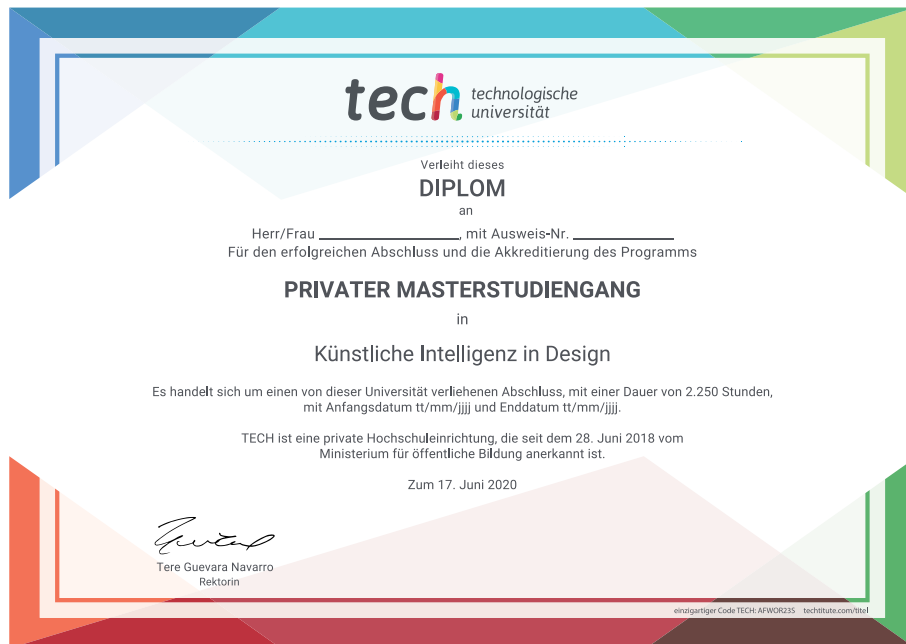 tech technologische
universität
Verleiht dieses
DIPLOM
an
Herr/Frau ____________________, mit Ausweis-Nr. ______________
Für den erfolgreichen Abschluss und die Akkreditierung des Programms
PRIVATER MASTERSTUDIENGANG
in
Künstliche Intelligenz in Design
Es handelt sich um einen von dieser Universität verliehenen Abschluss, mit einer Dauer von 2.250 Stunden,
mit Anfangsdatum tt/mm/jjjj und Enddatum tt/mm/jjjj.
TECH ist eine private Hochschuleinrichtung, die seit dem 28. Juni 2018 vom
Ministerium für öffentliche Bildung anerkannt ist.
Zum 17. Juni 2020
Tere Guevara Navarro
Rektorin
einzigartiger Code TECH: AFWOR235 techtitute.com/titel